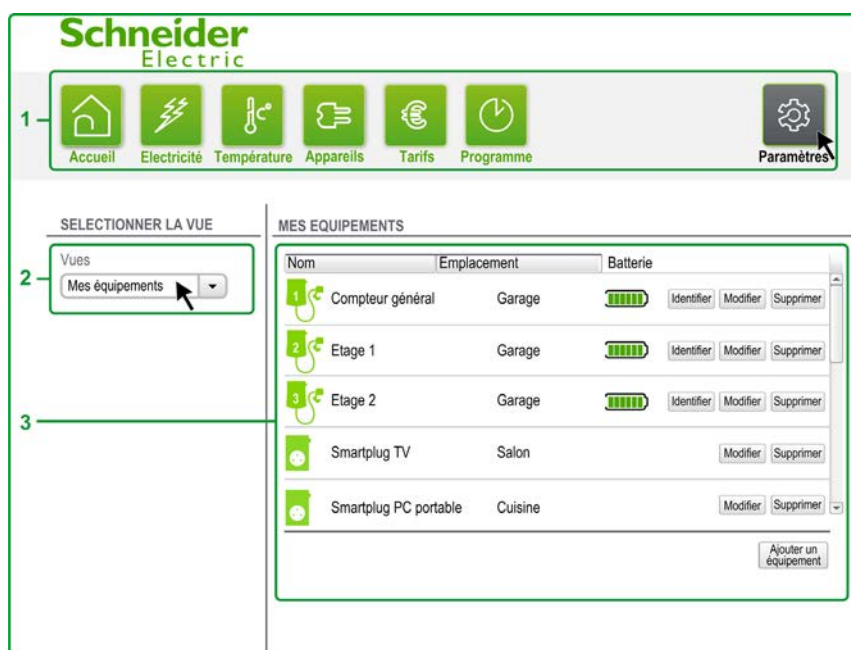 Schneider
Electric
1
Accueil Electricité Température Appareils Tarifs Programme Paramètres
SELECTIONNER LA VUE
MES EQUIPEMENTS
2
Vues
Mes équipements
3
Nom Emplacement Batterie
1 Compteur général Garage Identifier Modifier Supprimer
2 Etage 1 Garage Identifier Modifier Supprimer
3 Etage 2 Garage Identifier Modifier Supprimer
Smartplug TV Salon Modifier Supprimer
Smartplug PC portable Cuisine Modifier Supprimer
Ajouter un
équipement